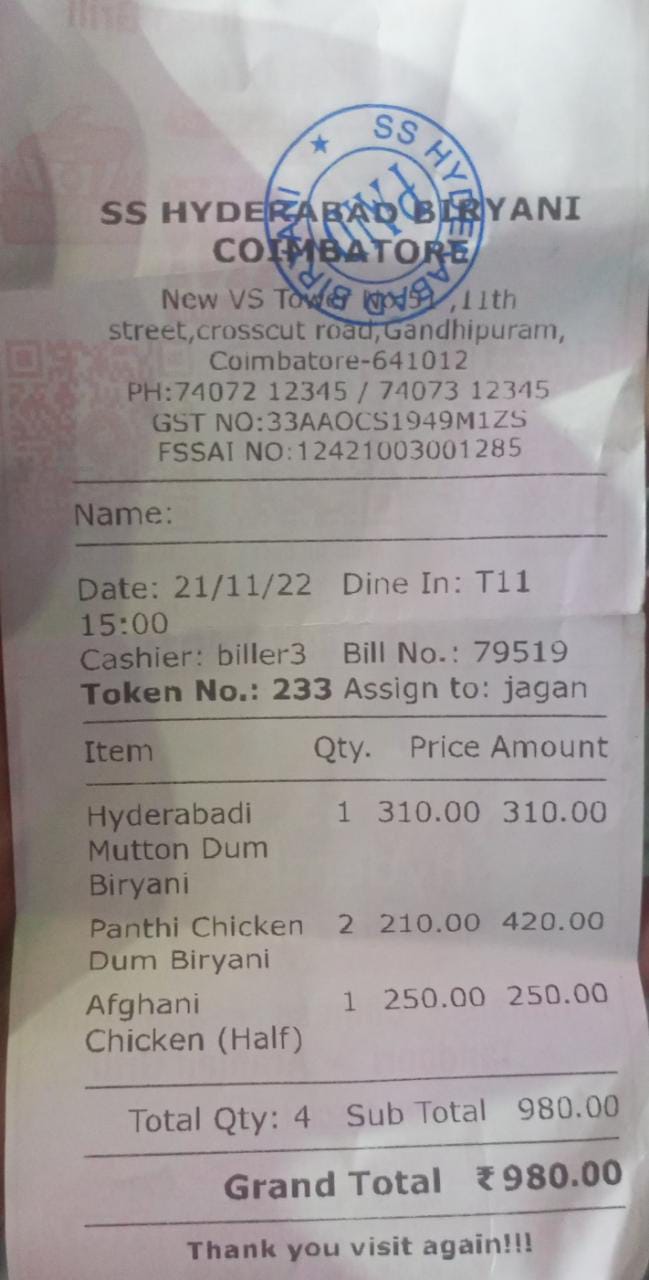 SS HYDERABAD BIRYANI
PAID
SS HYDERABAD BIRYANI
COIMBATORE
New VS Tower No:51 ,11th
street,crosscut road,Gandhipuram,
Coimbatore-641012
PH:74072 12345 / 74073 12345
GST NO:33AAOCS1949M1ZS
FSSAI NO:12421003001285
Name:
Date: 21/11/22 Dine In: T11
15:00
Cashier: biller3 Bill No.: 79519
Token No.: 233 Assign to: jagan
Item Qty. Price Amount
Hyderabadi 1 310.00 310.00
Mutton Dum
Biryani
Panthi Chicken 2 210.00 420.00
Dum Biryani
Afghani 1 250.00 250.00
Chicken (Half)
Total Qty: 4 Sub Total 980.00
Grand Total ₹980.00
Thank you visit again!!!